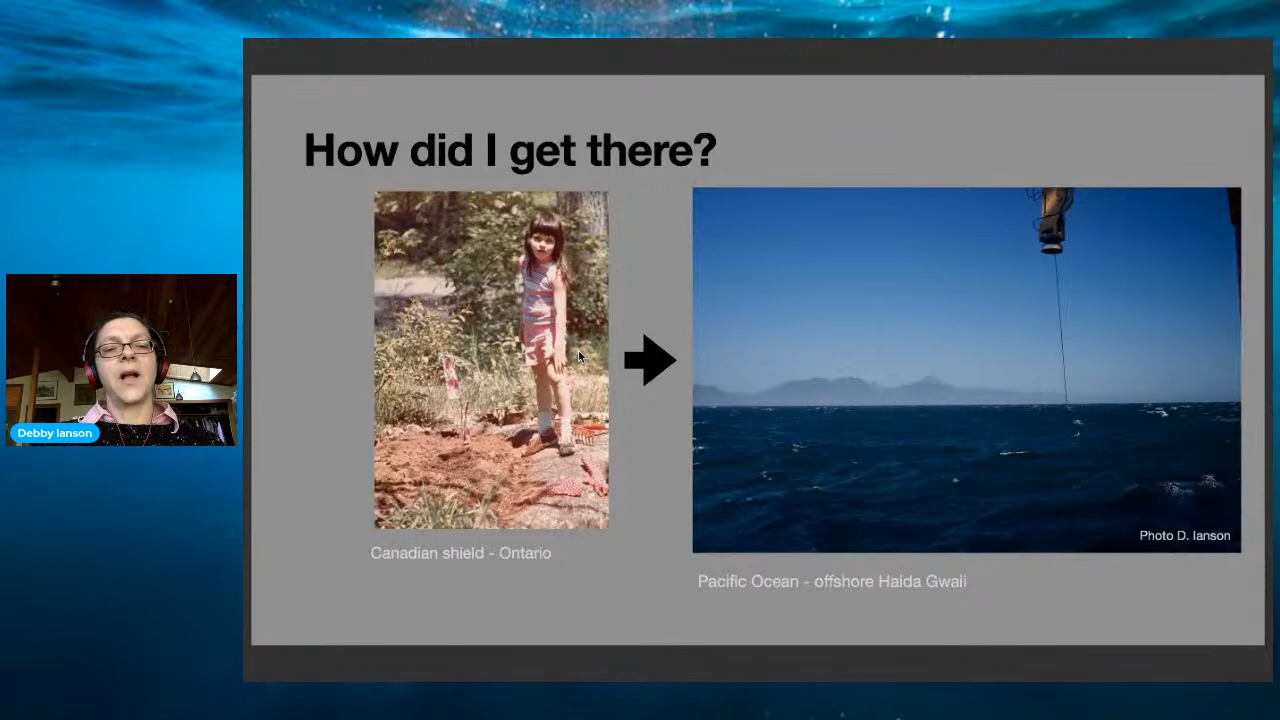 How did I get there?
Debby Ianson
Photo D. Ianson
Canadian shield - Ontario
Pacific Ocean - offshore Haida Gwaii